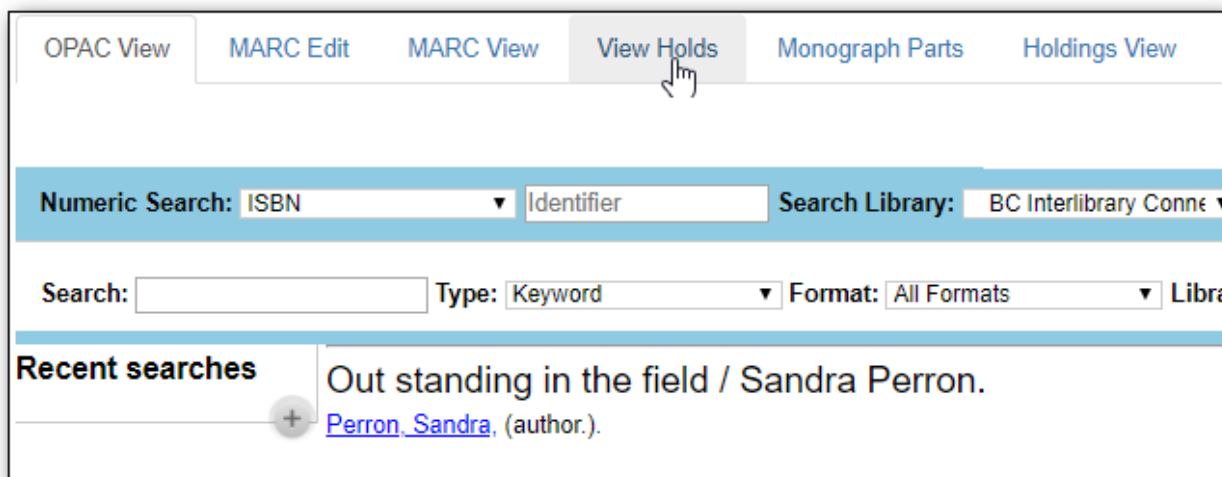 OPAC View MARC Edit MARC View View Holds Monograph Parts Holdings View
Numeric Search: ISBN Identifier Search Library: BC Interlibrary Conne
Search: Type: Keyword Format: All Formats Libra
Recent searches
Out standing in the field / Sandra Perron.
Perron, Sandra, (author.).